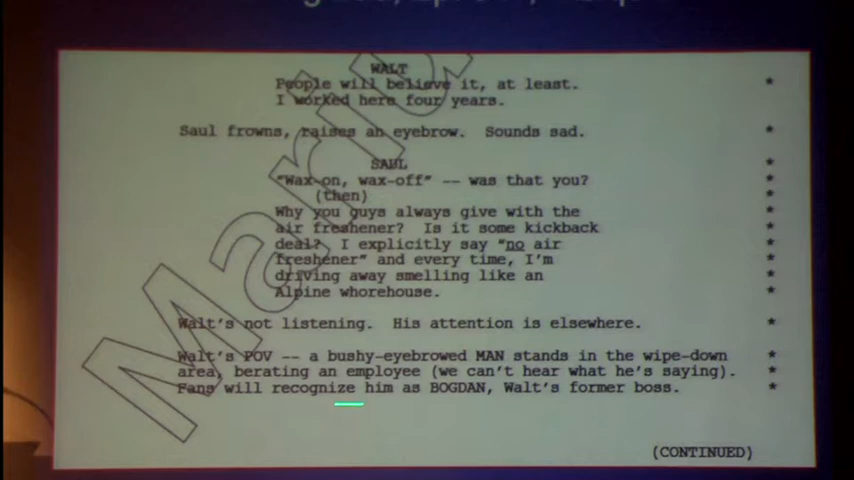 WALT
People will believe it, at least.
I worked here four years.
Saul frowns, raises an eyebrow. Sounds sad.
SAUL
"Wax-on, wax-off" -- was that you?
(then)
Why you guys always give with the
air freshener? Is it some kickback
deal? I explicitly say "no air
freshener" and every time, I'm
driving away smelling like an
Alpine whorehouse.
Walt's not listening. His attention is elsewhere.
Walt's POV -- a bushy-eyebrowed MAN stands in the wipe-down
area, berating an employee (we can't hear what he's saying).
Fans will recognize him as BOGDAN, Walt's former boss.
(CONTINUED)